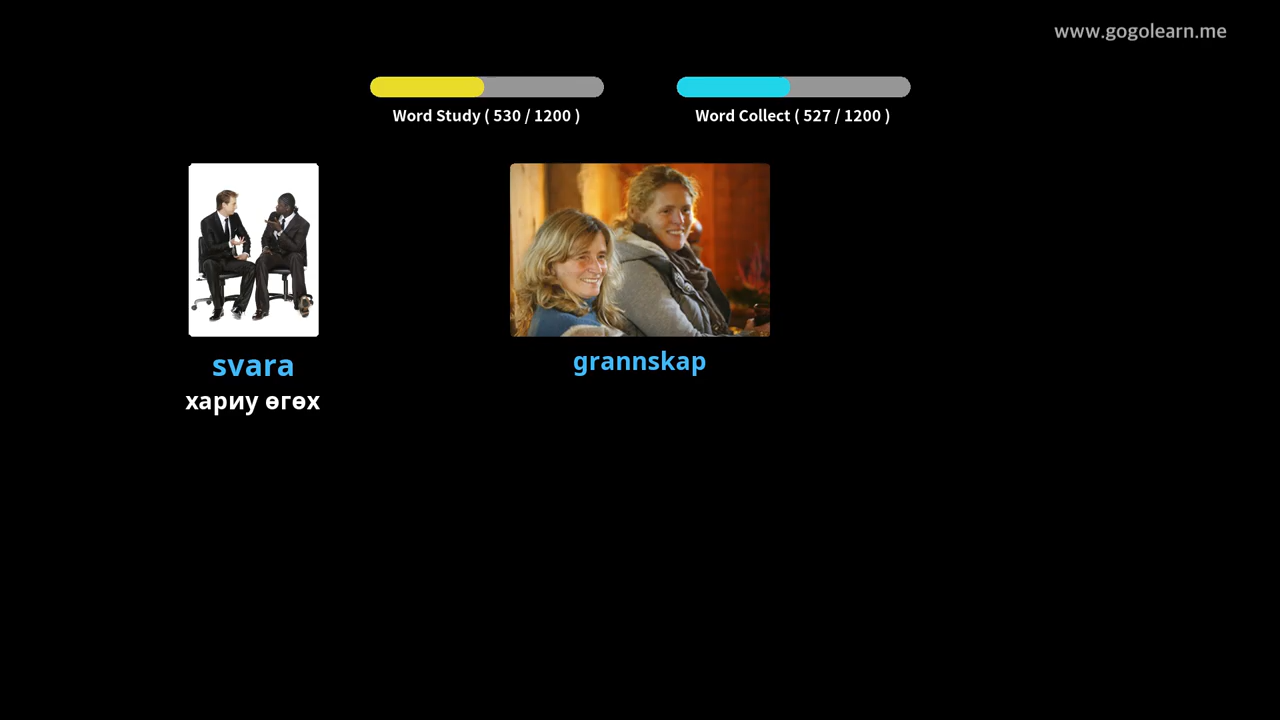 www.gogolearn.me
Word Study ( 530 / 1200 )
Word Collect ( 527 / 1200 )
svara
хариу өгөх
grannskap